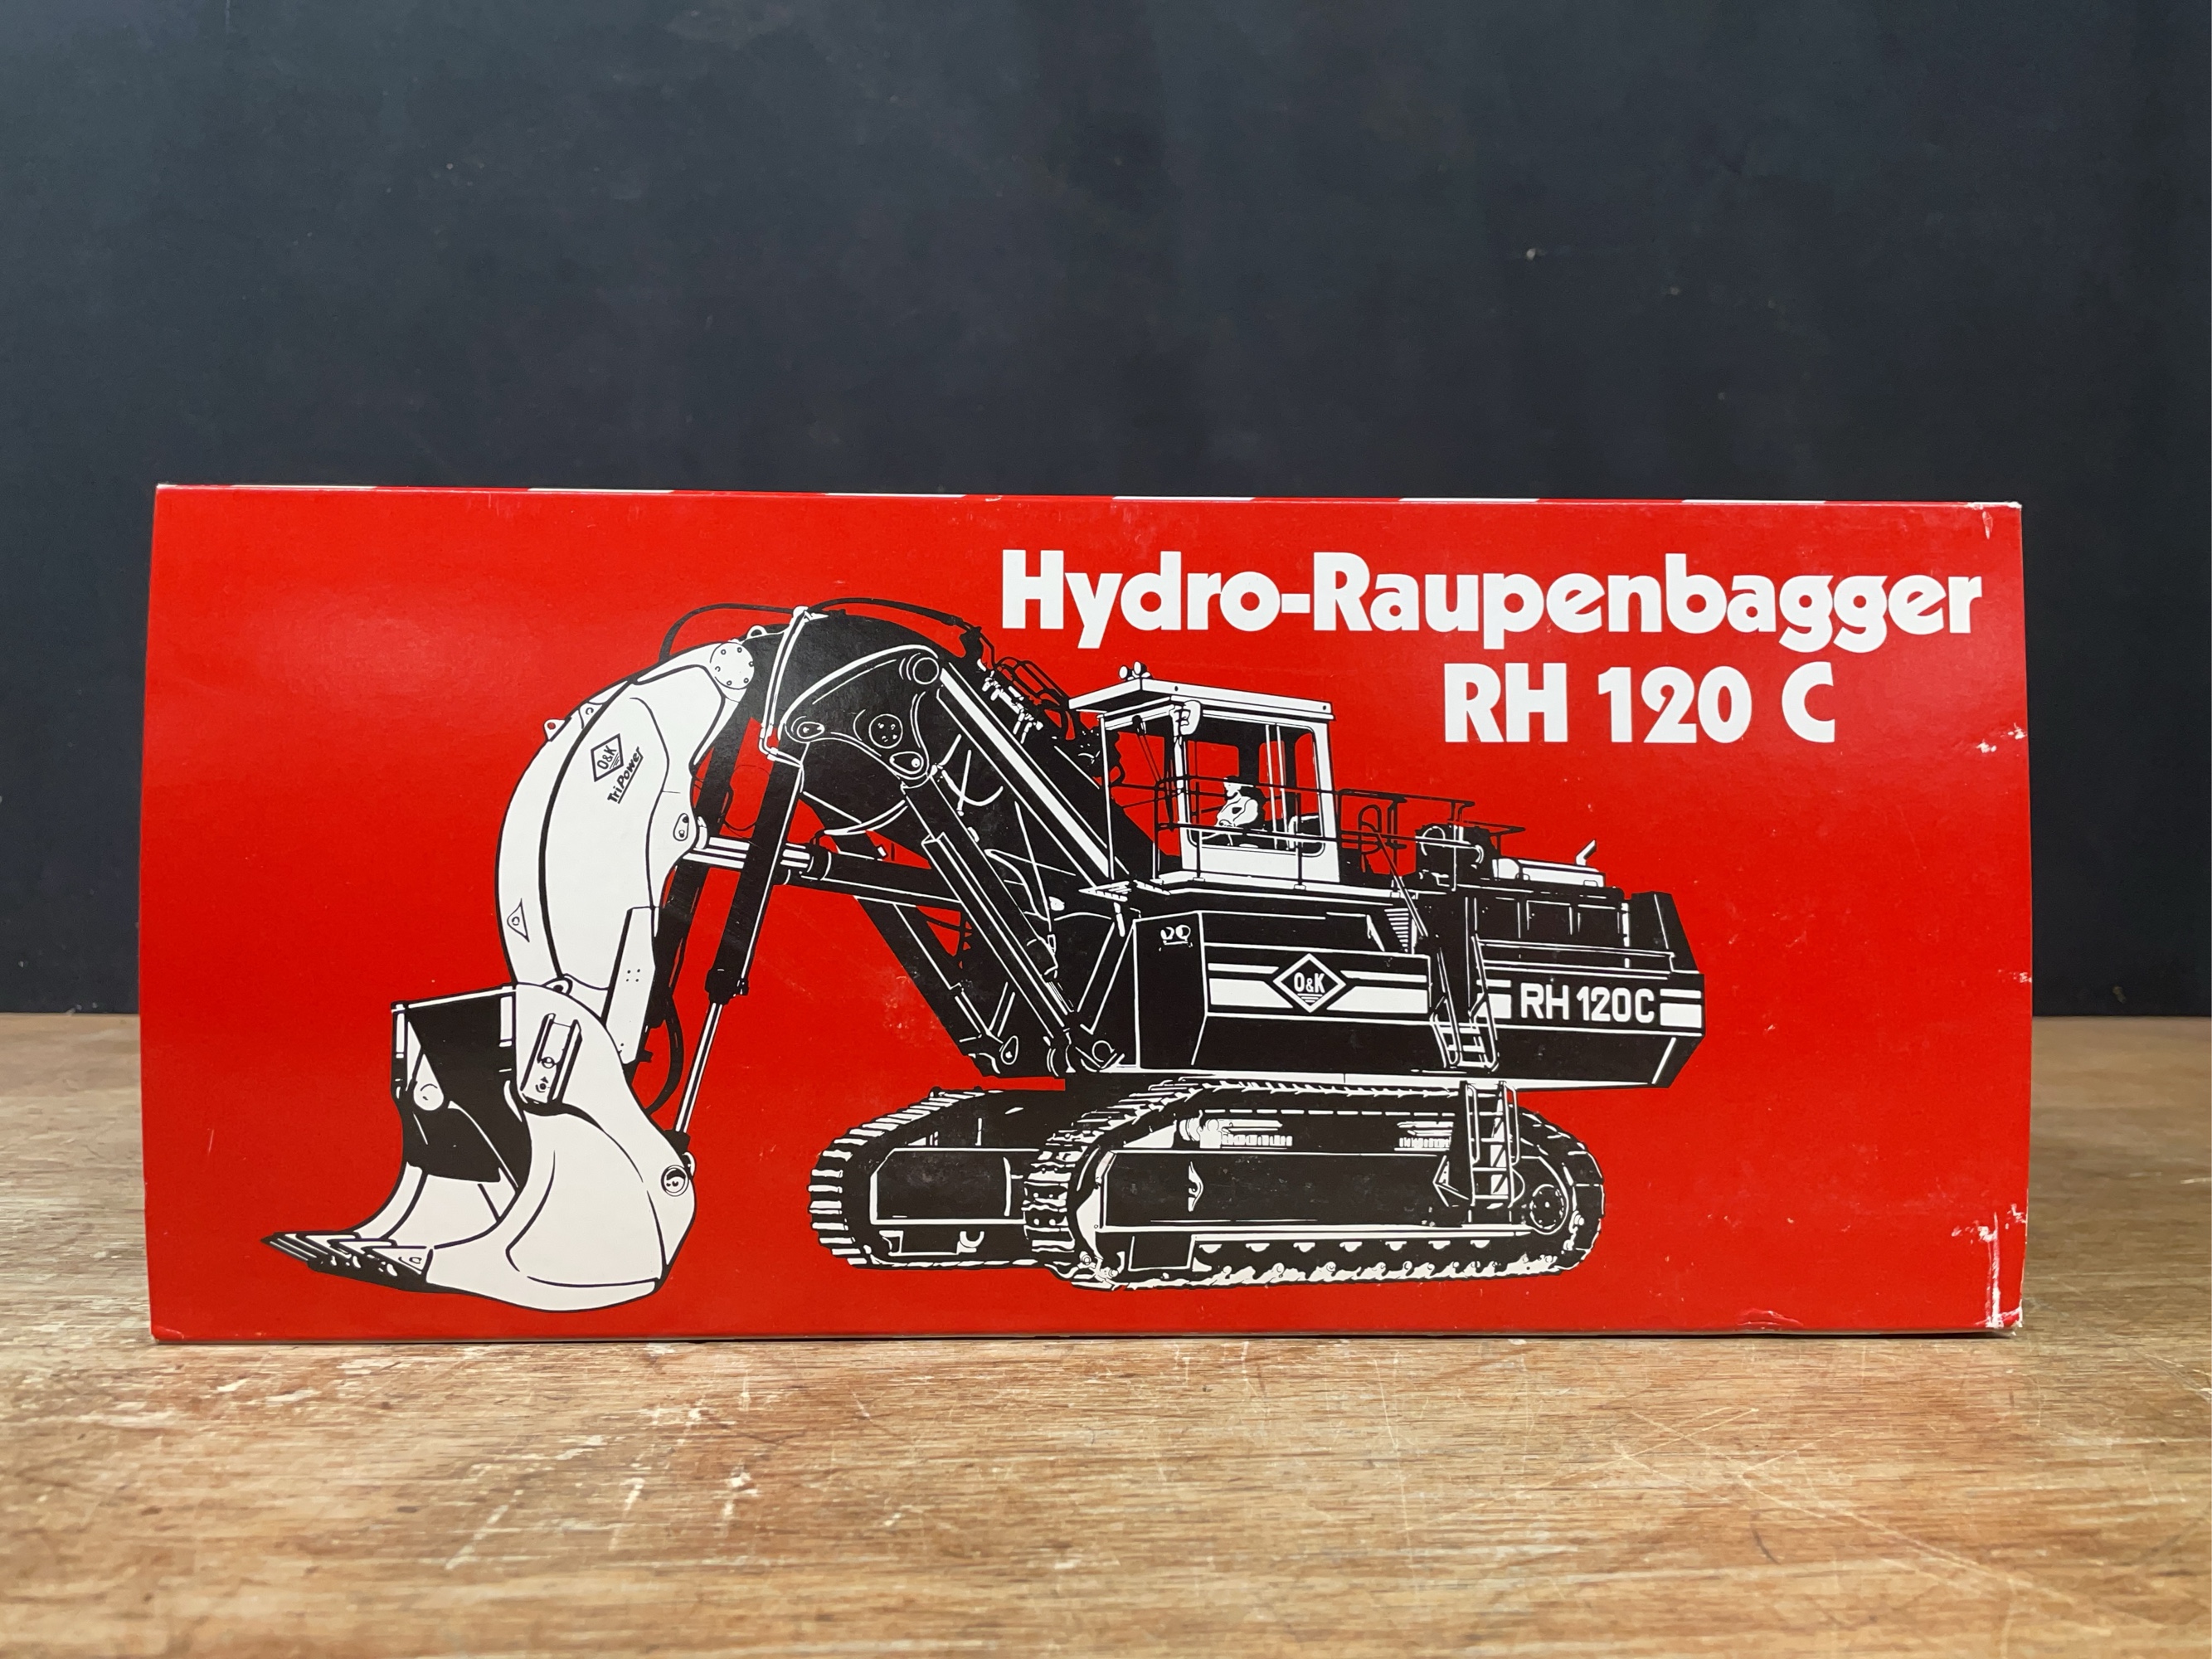 Hydro-Raupenbagger
RH 120 C
O&K
TriPower
O&K
RH 120C